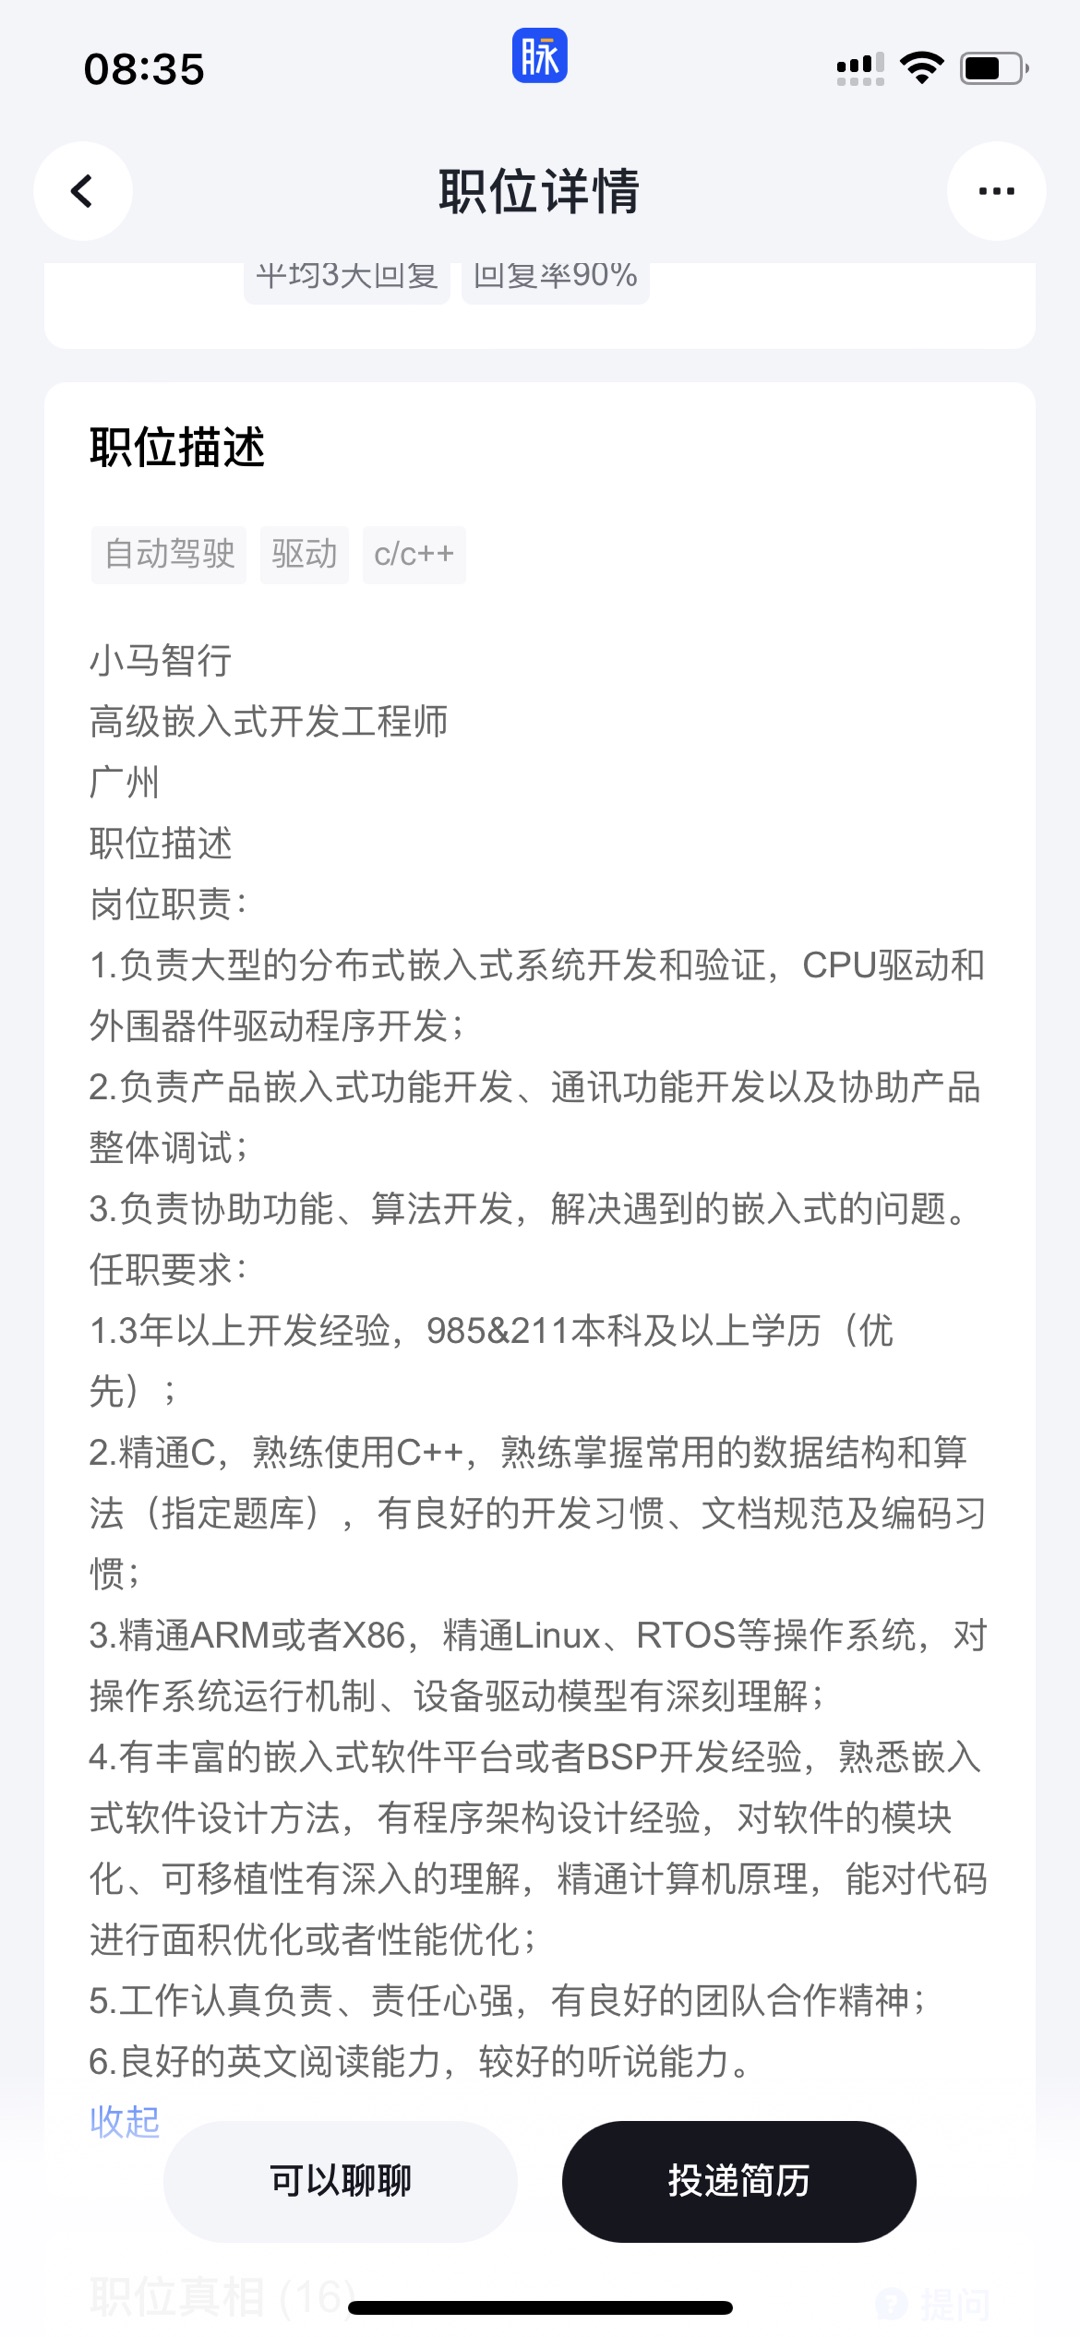 08:35
脉
职位详情
平均3天回复 回复率90%
职位描述
自动驾驶 驱动 c/c++
小马智行
高级嵌入式开发工程师
广州
职位描述
岗位职责：
1.负责大型的分布式嵌入式系统开发和验证，CPU驱动和
外围器件驱动程序开发；
2.负责产品嵌入式功能开发、通讯功能开发以及协助产品
整体调试；
3.负责协助功能、算法开发，解决遇到的嵌入式的问题。
任职要求：
1.3年以上开发经验，985&211本科及以上学历（优
先）；
2.精通C，熟练使用C++，熟练掌握常用的数据结构和算
法（指定题库），有良好的开发习惯、文档规范及编码习
惯；
3.精通ARM或者X86，精通Linux、RTOS等操作系统，对
操作系统运行机制、设备驱动模型有深刻理解；
4.有丰富的嵌入式软件平台或者BSP开发经验，熟悉嵌入
式软件设计方法，有程序架构设计经验，对软件的模块
化、可移植性有深入的理解，精通计算机原理，能对代码
进行面积优化或者性能优化；
5.工作认真负责、责任心强，有良好的团队合作精神；
6.良好的英文阅读能力，较好的听说能力。
收起
可以聊聊 投递简历
职位真相 (16) 提问